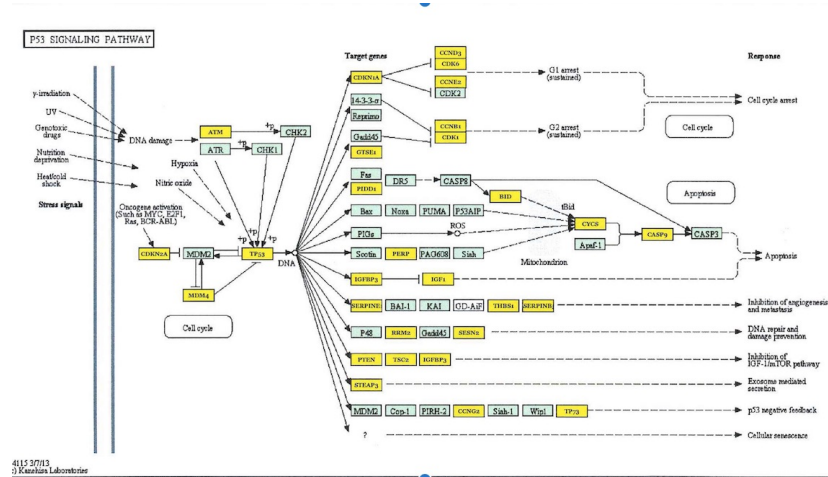 P53 SIGNALING PATHWAY
Target genes
Response
CCND3
CDK6
CDKN1A
CCNE2
CDK2
G1 arrest
(sustained)
Cell cycle arrest
γ-irradiation
UV
Genotoxic
drugs
Nutrition
deprivation
Heat/cold
shock
Stress signals
DNA damage
ATM
+p
CHK2
ATR
+p
CHK1
Hypoxia
Nitric oxide
Oncogene activation
(Such as MYC, E2F1,
Ras, BCR-ABL)
+p
+p
+p
CDKN2A
MDM2
TP53
DNA
MDM4
Cell cycle
14-3-3-σ
Reprimo
Gadd45
GTSE1
CCNB1
CDK1
G2 arrest
(sustained)
Cell cycle
Fas
PIDD1
DR5
CASP8
BID
tBid
Apoptosis
Bax
Noxa
PUMA
P53AIP
CYCS
PIGs
ROS
Apaf-1
CASP9
CASP3
Scotin
PERP
PAG608
Siah
Mitochondrion
Apoptosis
IGFBP3
IGF1
SERPINE
BAI-1
KAI
GD-AiF
THBS1
SERPINB
Inhibition of angiogenesis
and metastasis
P48
RRM2
Gadd45
SESN2
DNA repair and
damage prevention
PTEN
TSC2
IGFBP3
Inhibition of
IGF-1/mTOR pathway
STEAP3
Exosome mediated
secretion
MDM2
Cop-1
PIRH-2
CCNG2
Siah-1
Wip1
TP73
p53 negative feedback
?
Cellular senescence
4115 3/7/13
:) Kanehisa Laboratories